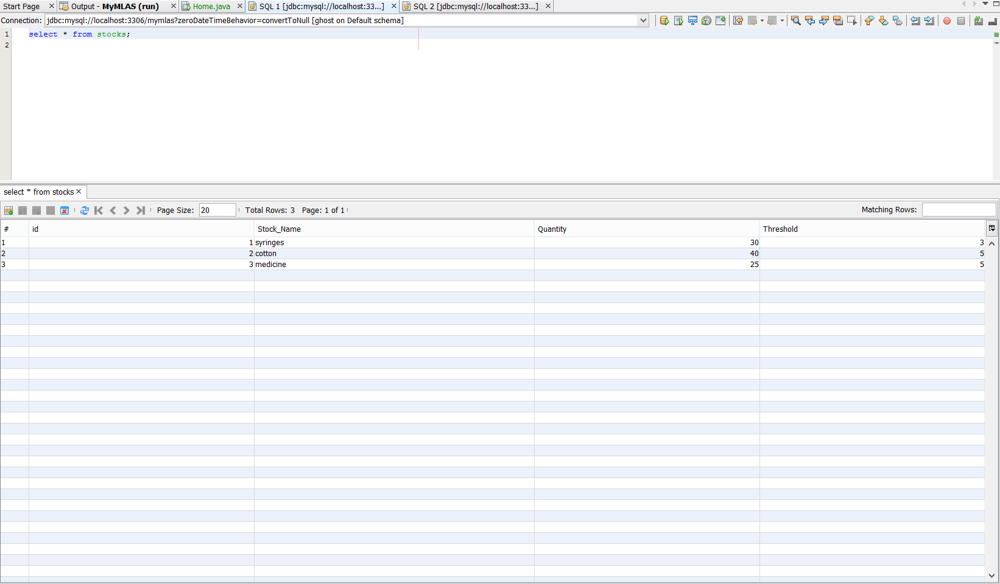 Start Page Output - MyMLAS (run) Home.java SQL 1 [jdbc:mysql://localhost:33...] SQL 2 [jdbc:mysql://localhost:33...]
Connection: jdbc:mysql://localhost:3306/mymlas?zeroDateTimeBehavior=convertToNull [ghost on Default schema]
1 select * from stocks;
2
select * from stocks
Page Size: 20 Total Rows: 3 Page: 1 of 1 Matching Rows:
# id Stock_Name Quantity Threshold
1 1 syringes 30 3
2 2 cotton 40 5
3 3 medicine 25 5